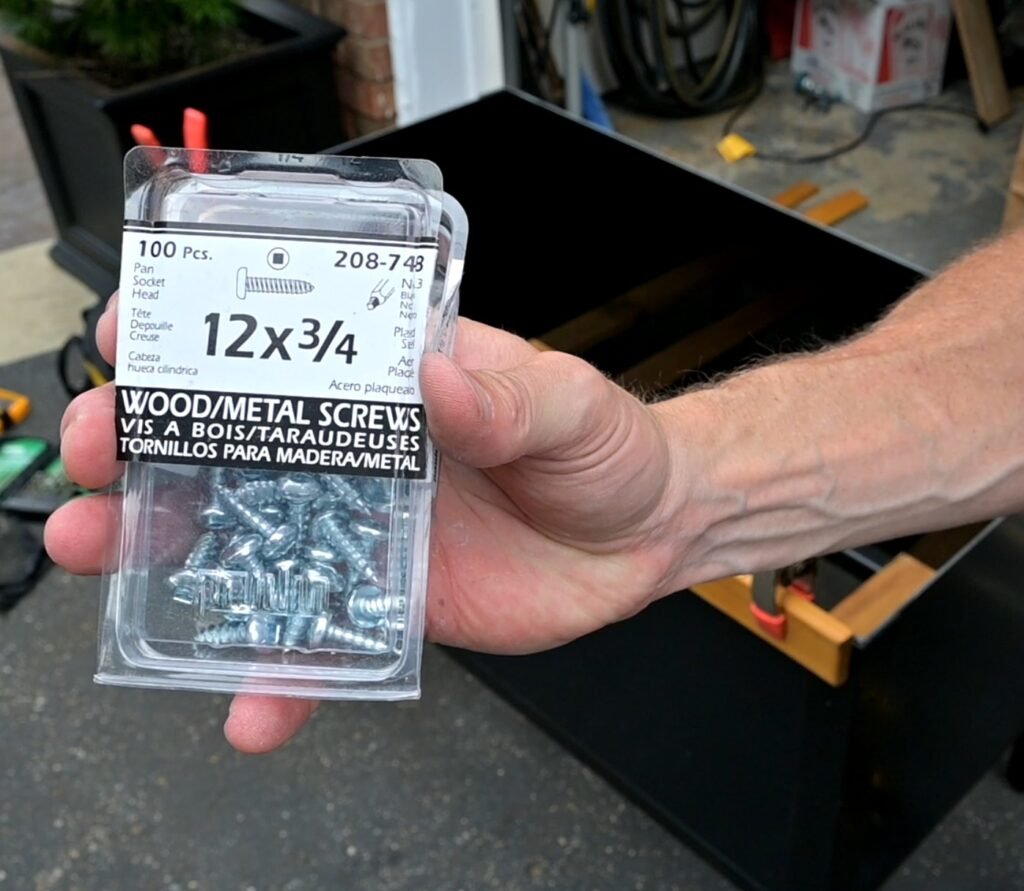 100 Pcs.
208-748
Pan
Socket
Head
Tête
Depouille
Creuse
Cabeza
hueca cilindrica
12x3/4
Acero plaqueado
WOOD/METAL SCREWS
VIS A BOIS/TARAUDEUSES
TORNILLOS PARA MADERA/METAL